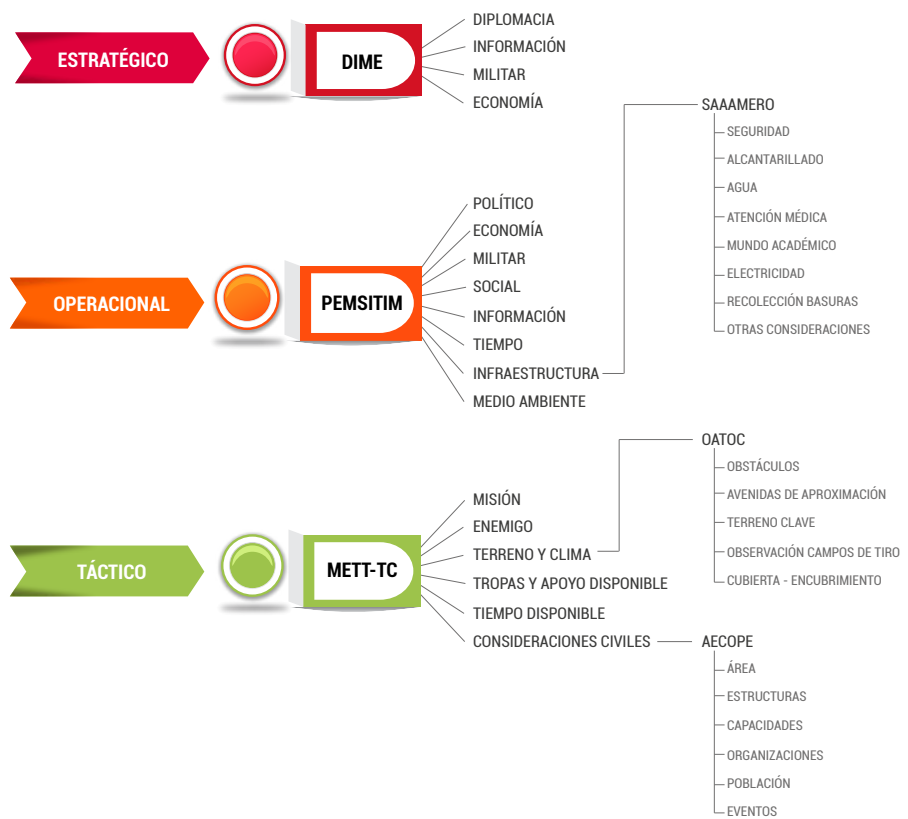 ESTRATÉGICO
DIME
DIPLOMACIA
INFORMACIÓN
MILITAR
ECONOMÍA
OPERACIONAL
PEMSITIM
POLÍTICO
ECONOMÍA
MILITAR
SOCIAL
INFORMACIÓN
TIEMPO
INFRAESTRUCTURA
MEDIO AMBIENTE
SAAAMERO
SEGURIDAD
ALCANTARILLADO
AGUA
ATENCIÓN MÉDICA
MUNDO ACADÉMICO
ELECTRICIDAD
RECOLECCIÓN BASURAS
OTRAS CONSIDERACIONES
TÁCTICO
METT-TC
MISIÓN
ENEMIGO
TERRENO Y CLIMA
TROPAS Y APOYO DISPONIBLE
TIEMPO DISPONIBLE
CONSIDERACIONES CIVILES
OATOC
OBSTÁCULOS
AVENIDAS DE APROXIMACIÓN
TERRENO CLAVE
OBSERVACIÓN CAMPOS DE TIRO
CUBIERTA - ENCUBRIMIENTO
AECOPE
ÁREA
ESTRUCTURAS
CAPACIDADES
ORGANIZACIONES
POBLACIÓN
EVENTOS